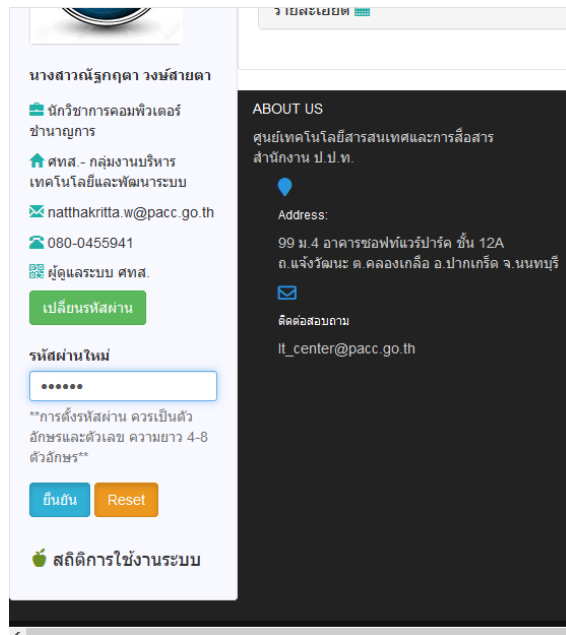 รายละเอียด
นางสาวณัฐกฤตา วงษ์สายตา
นักวิชาการคอมพิวเตอร์
ชำนาญการ
ศทส.- กลุ่มงานบริหาร
เทคโนโลยีและพัฒนาระบบ
natthakritta.w@pacc.go.th
080-0455941
ผู้ดูแลระบบ ศทส.
เปลี่ยนรหัสผ่าน
รหัสผ่านใหม่
••••••
**การตั้งรหัสผ่าน ควรเป็นตัว
อักษรและตัวเลข ความยาว 4-8
ตัวอักษร**
ยืนยัน Reset
สถิติการใช้งานระบบ
ABOUT US
ศูนย์เทคโนโลยีสารสนเทศและการสื่อสาร
สำนักงาน ป.ป.ท.
Address:
99 ม.4 อาคารซอฟท์แวร์ปาร์ค ชั้น 12A
ถ.แจ้งวัฒนะ ต.คลองเกลือ อ.ปากเกร็ด จ.นนทบุรี
ติดต่อสอบถาม
It_center@pacc.go.th